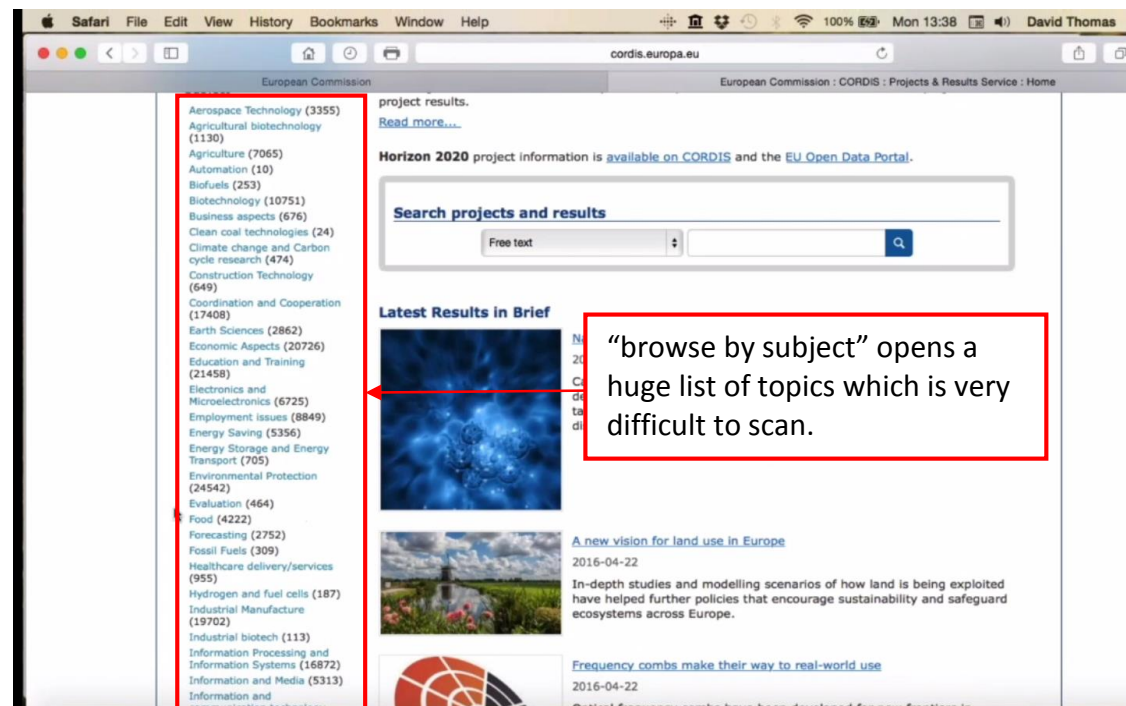 Safari File Edit View History Bookmarks Window Help 100% Mon 13:38 David Thomas
cordis.europa.eu
European Commission
European Commission : CORDIS : Projects & Results Service : Home
Aerospace Technology (3355)
Agricultural biotechnology
(1130)
Agriculture (7065)
Automation (10)
Biofuels (253)
Biotechnology (10751)
Business aspects (676)
Clean coal technologies (24)
Climate change and Carbon
cycle research (474)
Construction Technology
(649)
Coordination and Cooperation
(17408)
Earth Sciences (2862)
Economic Aspects (20726)
Education and Training
(21458)
Electronics and
Microelectronics (6725)
Employment issues (8849)
Energy Saving (5356)
Energy Storage and Energy
Transport (705)
Environmental Protection
(24542)
Evaluation (464)
Food (4222)
Forecasting (2752)
Fossil Fuels (309)
Healthcare delivery/services
(955)
Hydrogen and fuel cells (187)
Industrial Manufacture
(19702)
Industrial biotech (113)
Information Processing and
Information Systems (16872)
Information and Media (5313)
Information and
project results.
Read more...
Horizon 2020 project information is available on CORDIS and the EU Open Data Portal.
Search projects and results
Free text
Latest Results in Brief
"browse by subject" opens a
huge list of topics which is very
difficult to scan.
A new vision for land use in Europe
2016-04-22
In-depth studies and modelling scenarios of how land is being exploited
have helped further policies that encourage sustainability and safeguard
ecosystems across Europe.
Frequency combs make their way to real-world use
2016-04-22